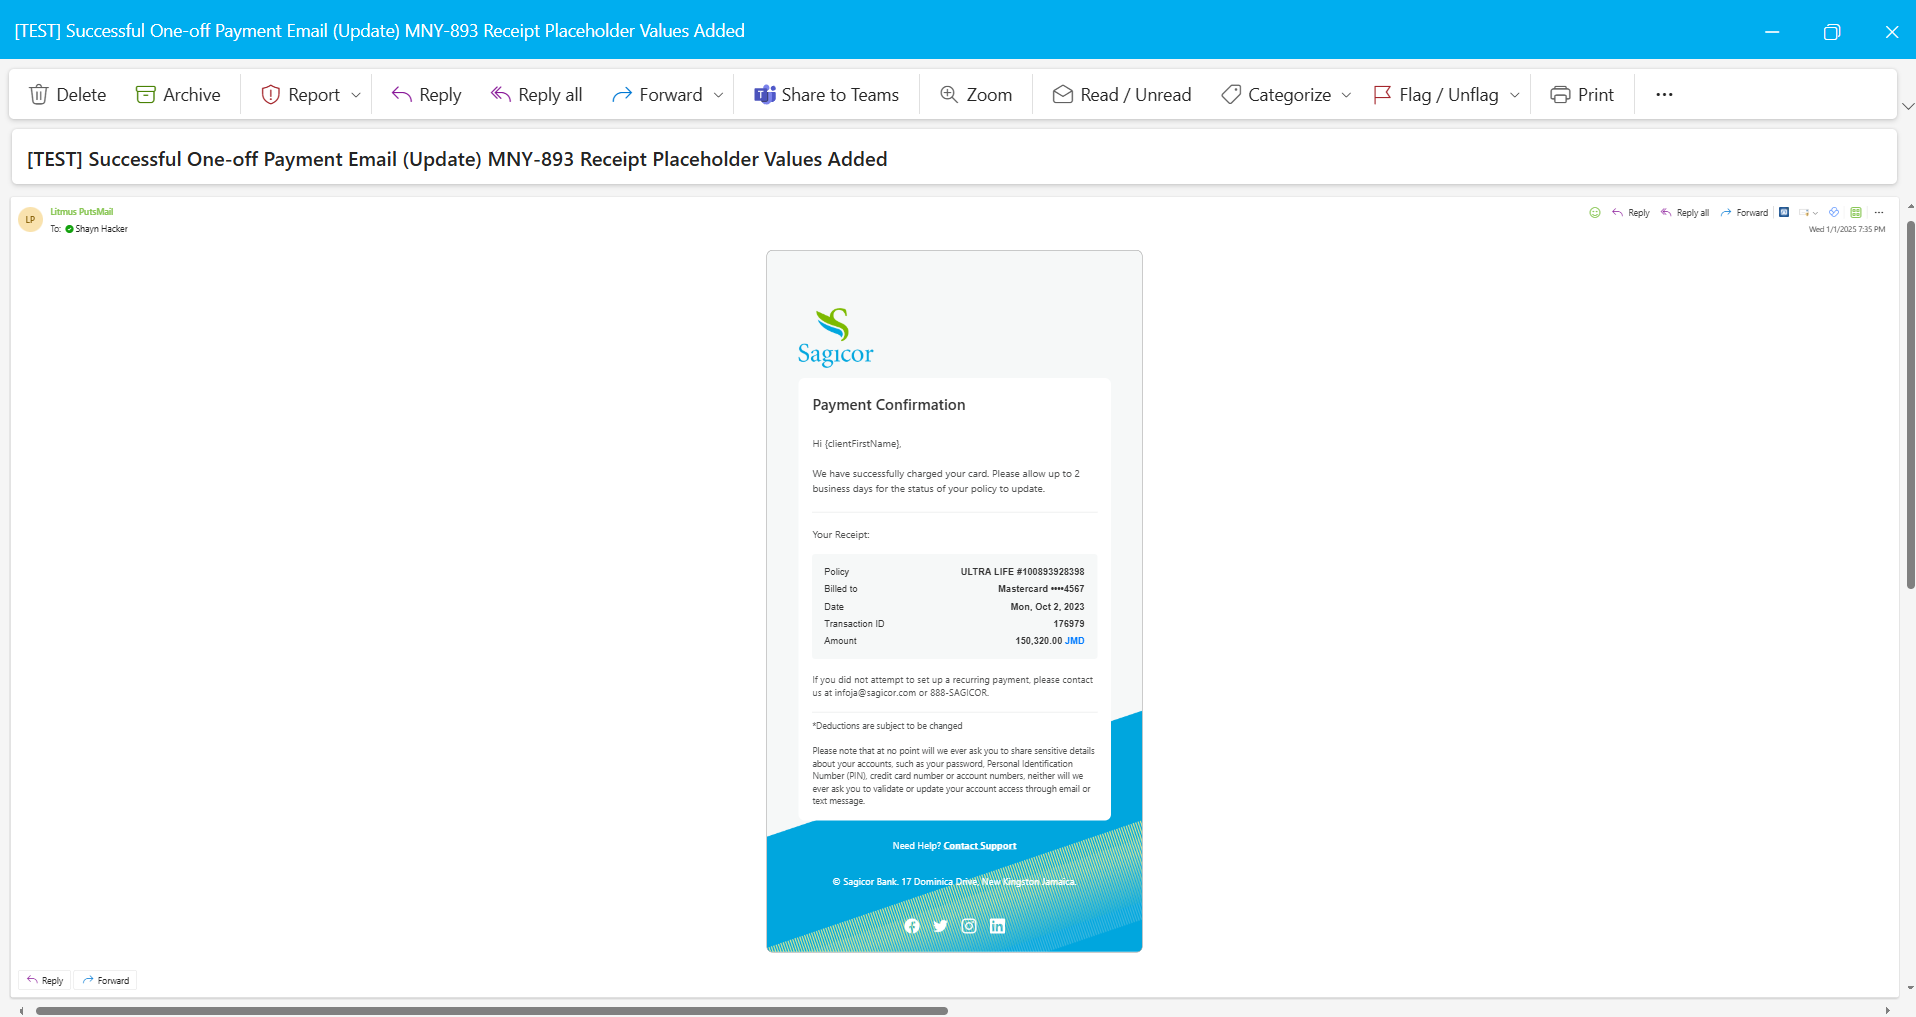 [TEST] Successful One-off Payment Email (Update) MNY-893 Receipt Placeholder Values Added
Delete Archive Report Reply Reply all Forward Share to Teams Zoom Read / Unread Categorize Flag / Unflag Print
[TEST] Successful One-off Payment Email (Update) MNY-893 Receipt Placeholder Values Added
LP
Litmus PutsMail
To: Shayn Hacker
Reply Reply all Forward
Wed 1/1/2025 7:35 PM
Sagicor
Payment Confirmation
Hi {clientFirstName},
We have successfully charged your card. Please allow up to 2
business days for the status of your policy to update.
Your Receipt:
Policy ULTRA LIFE #100893928398
Billed to Mastercard ••••4567
Date Mon, Oct 2, 2023
Transaction ID 176979
Amount 150,320.00 JMD
If you did not attempt to set up a recurring payment, please contact
us at infoja@sagicor.com or 888-SAGICOR.
*Deductions are subject to be changed
Please note that at no point will we ever ask you to share sensitive details
about your accounts, such as your password, Personal Identification
Number (PIN), credit card number or account numbers, neither will we
ever ask you to validate or update your account access through email or
text message.
Need Help? Contact Support
© Sagicor Bank. 17 Dominica Drive, New Kingston Jamaica.
Reply Forward